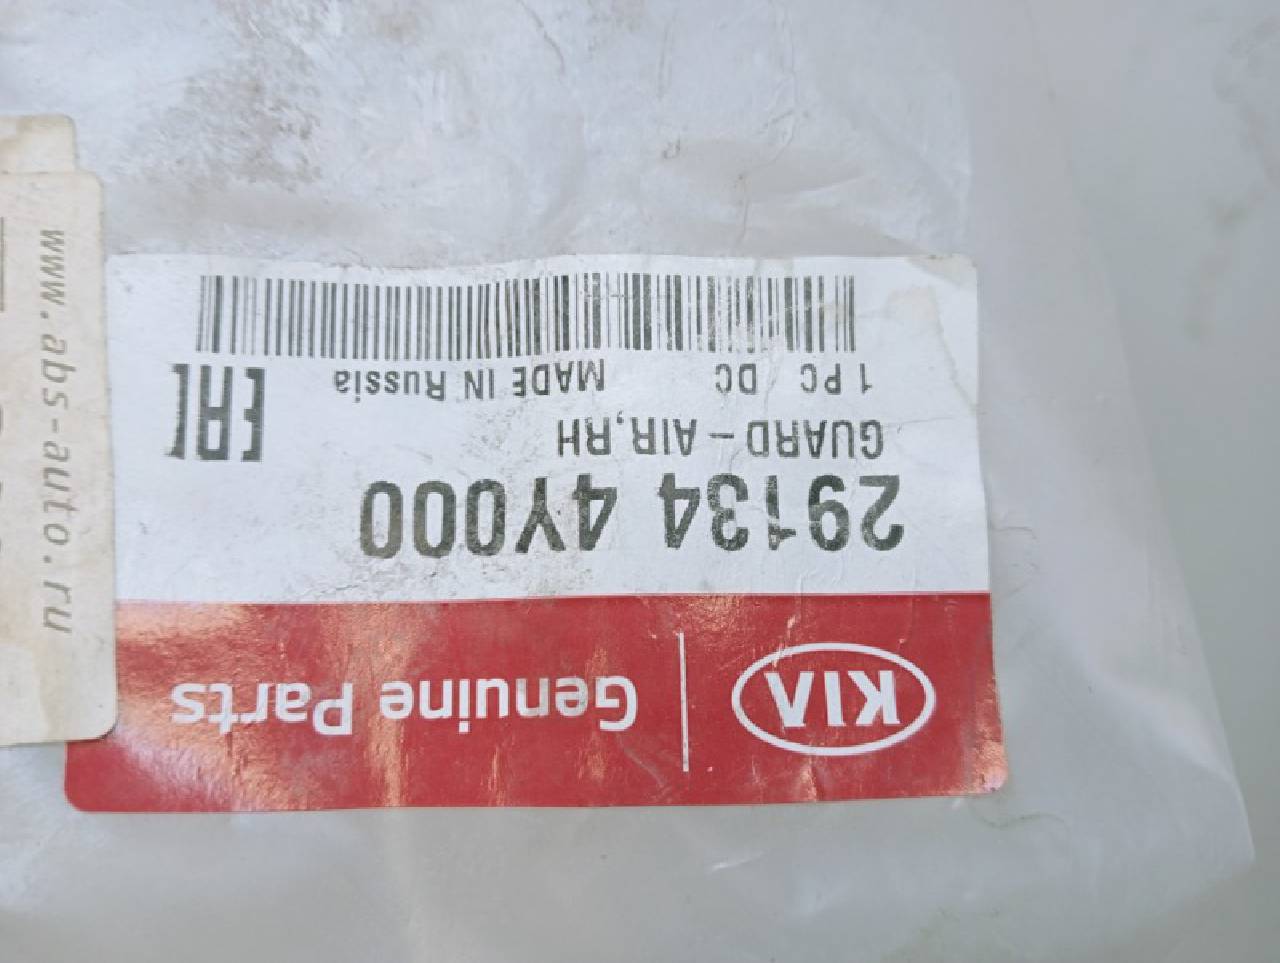 KIA Genuine Parts
29134 4Y000
GUARD-AIR,RH
1 PC DC MADE IN Russia
EAC
www.abs-auto.ru